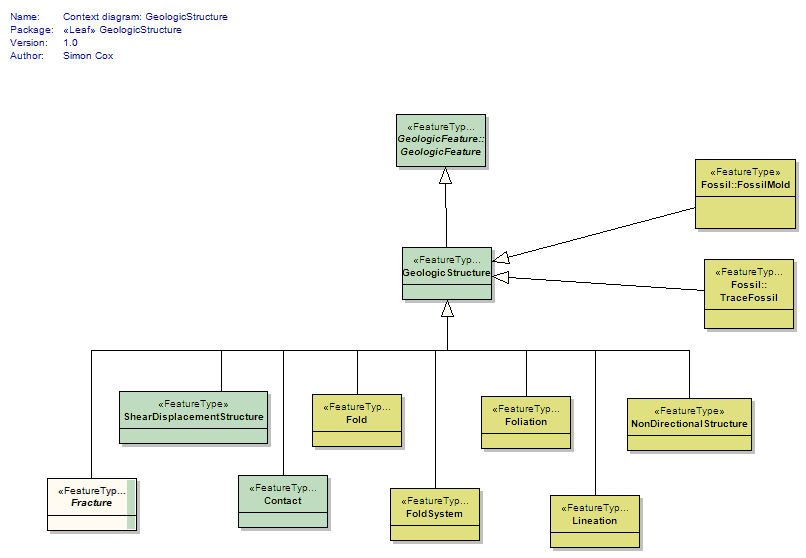 Name: Context diagram: GeologicStructure
Package: «Leaf» GeologicStructure
Version: 1.0
Author: Simon Cox
«FeatureTyp...
GeologicFeature::
GeologicFeature
«FeatureType»
Fossil::FossilMold
«FeatureTyp...
GeologicStructure
«FeatureTyp...
Fossil::
TraceFossil
«FeatureType»
ShearDisplacementStructure
«FeatureTyp...
Fold
«FeatureTyp...
Foliation
«FeatureType»
NonDirectionalStructure
«FeatureTyp...
Fracture
«FeatureTyp...
Contact
«FeatureTyp...
FoldSystem
«FeatureTyp...
Lineation